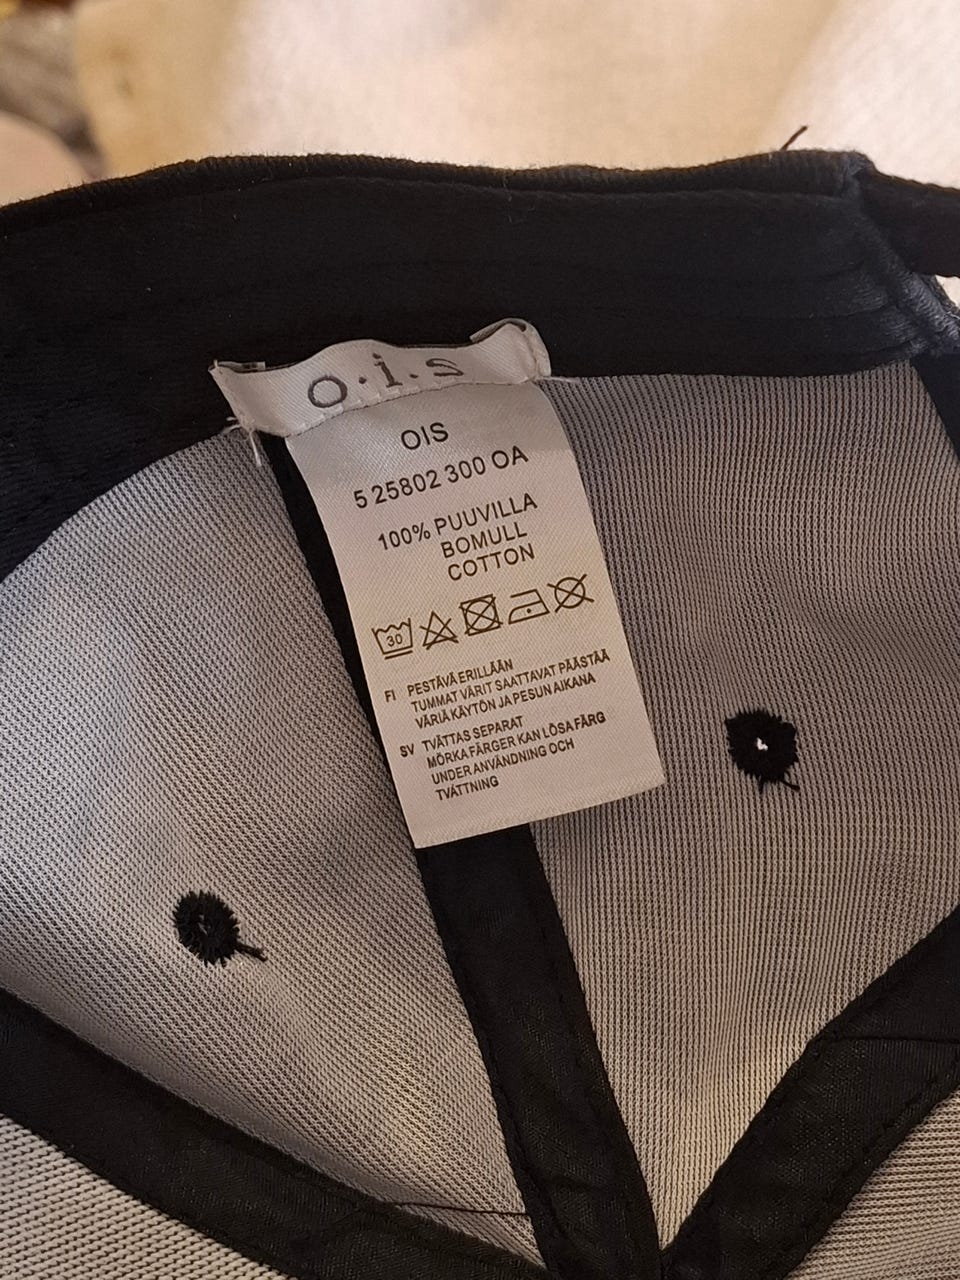 o.i.s
OIS
5 25802 300 OA
100% PUUVILLA
BOMULL
COTTON
30
FI PESTÄVÄ ERILLÄÄN
TUMMAT VÄRIT SAATTAVAT PÄÄSTÄÄ
VÄRIÄ KÄYTÖN JA PESUN AIKANA
SV TVÄTTAS SEPARAT
MÖRKA FÄRGER KAN LÖSA FÄRG
UNDER ANVÄNDNING OCH
TVÄTTNING